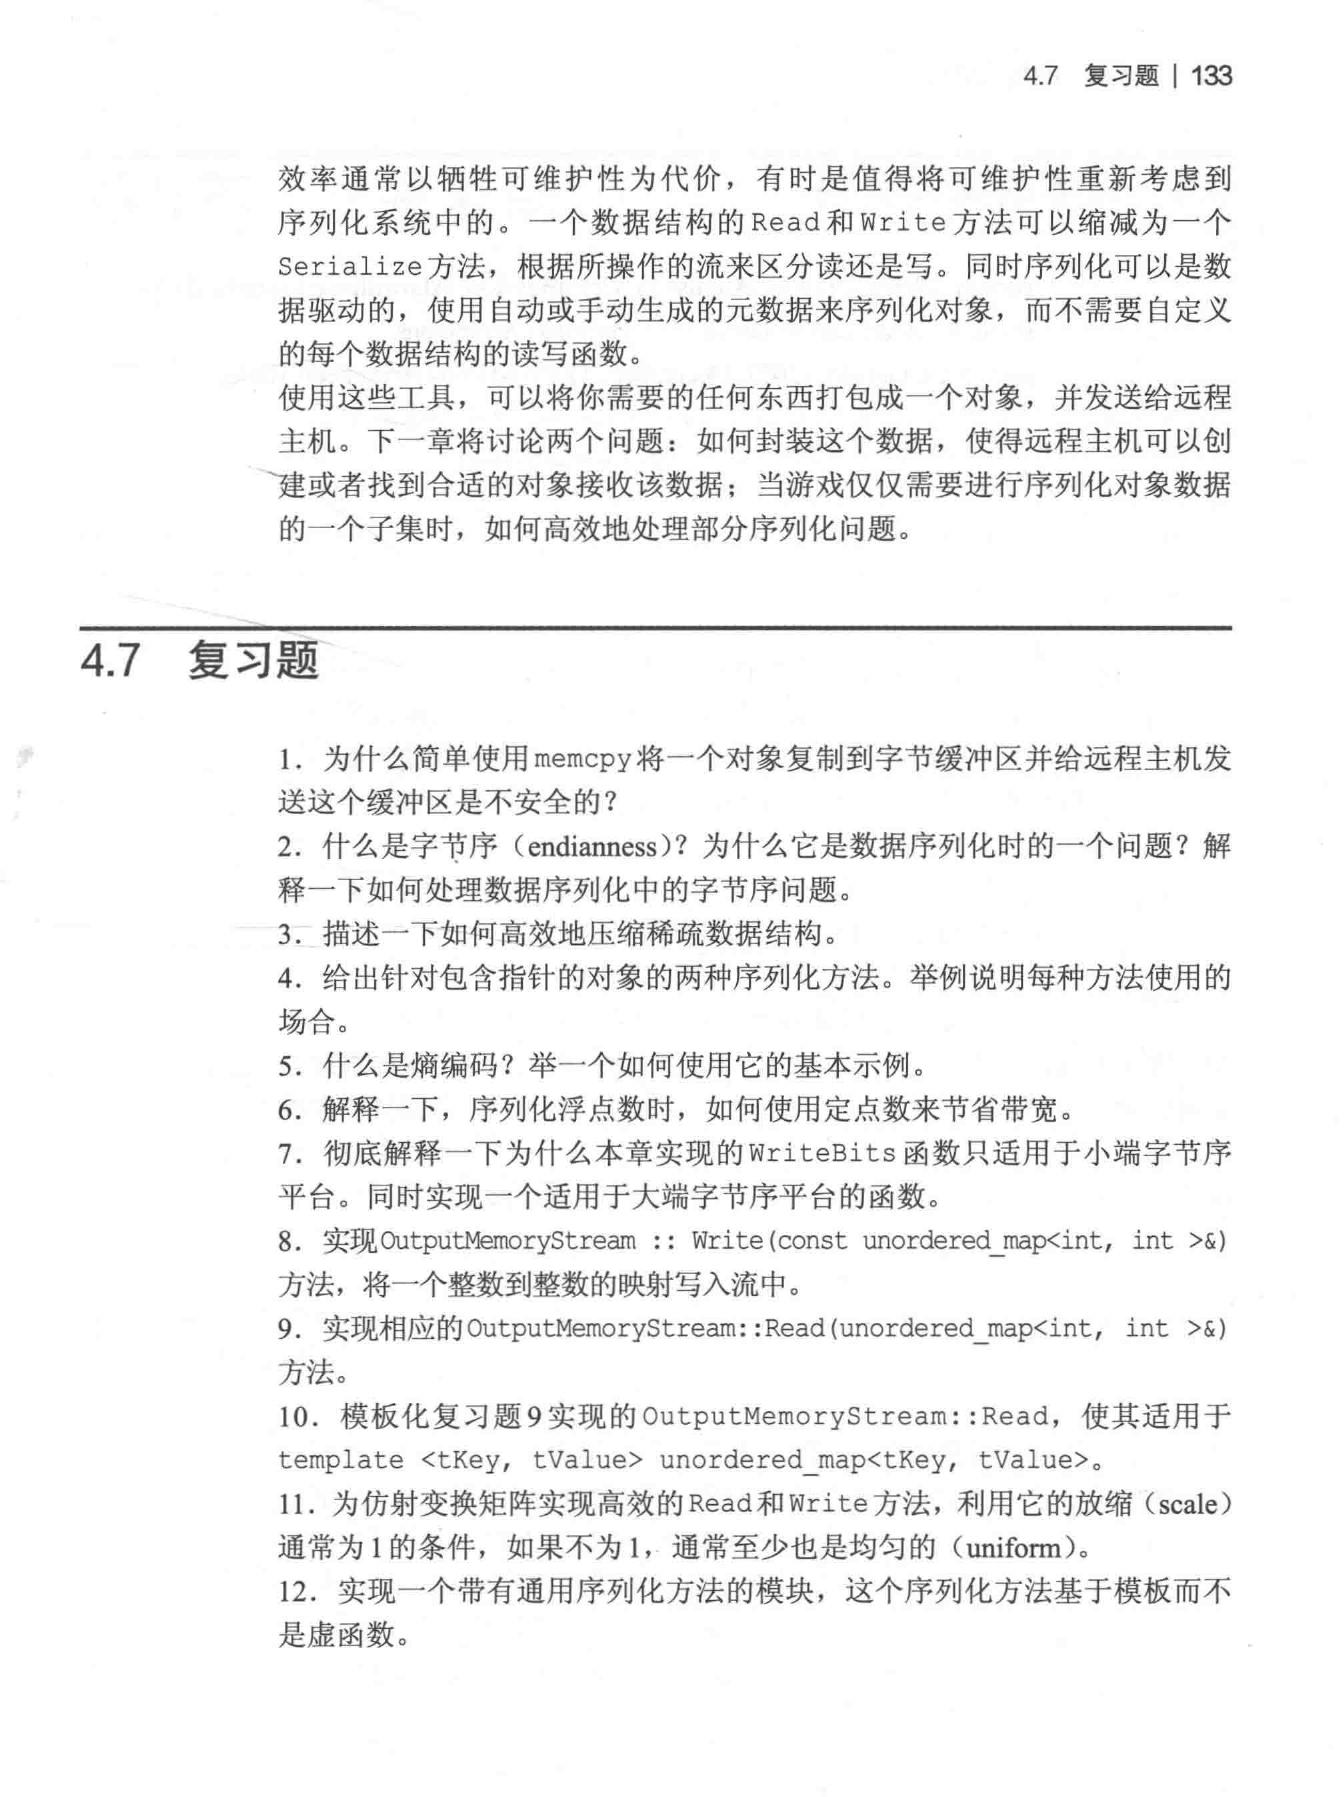 4.7 复习题 | 133
效率通常以牺牲可维护性为代价，有时是值得将可维护性重新考虑到
序列化系统中的。一个数据结构的Read和Write方法可以缩减为一个
Serialize方法，根据所操作的流来区分读还是写。同时序列化可以是数
据驱动的，使用自动或手动生成的元数据来序列化对象，而不需要自定义
的每个数据结构的读写函数。
使用这些工具，可以将你需要的任何东西打包成一个对象，并发送给远程
主机。下一章将讨论两个问题：如何封装这个数据，使得远程主机可以创
建或者找到合适的对象接收该数据；当游戏仅仅需要进行序列化对象数据
的一个子集时，如何高效地处理部分序列化问题。
4.7 复习题
1．为什么简单使用memcpy将一个对象复制到字节缓冲区并给远程主机发
送这个缓冲区是不安全的？
2．什么是字节序（endianness）？为什么它是数据序列化时的一个问题？解
释一下如何处理数据序列化中的字节序问题。
3．描述一下如何高效地压缩稀疏数据结构。
4．给出针对包含指针的对象的两种序列化方法。举例说明每种方法使用的
场合。
5．什么是熵编码？举一个如何使用它的基本示例。
6．解释一下，序列化浮点数时，如何使用定点数来节省带宽。
7．彻底解释一下为什么本章实现的WriteBits函数只适用于小端字节序
平台。同时实现一个适用于大端字节序平台的函数。
8．实现OutputMemoryStream :: Write(const unordered_map<int, int >&)
方法，将一个整数到整数的映射写入流中。
9．实现相应的OutputMemoryStream::Read(unordered_map<int, int >&)
方法。
10．模板化复习题9实现的OutputMemoryStream::Read，使其适用于
template <tKey, tValue> unordered_map<tKey, tValue>。
11．为仿射变换矩阵实现高效的Read和Write方法，利用它的放缩（scale）
通常为1的条件，如果不为1，通常至少也是均匀的（uniform）。
12．实现一个带有通用序列化方法的模块，这个序列化方法基于模板而不
是虚函数。